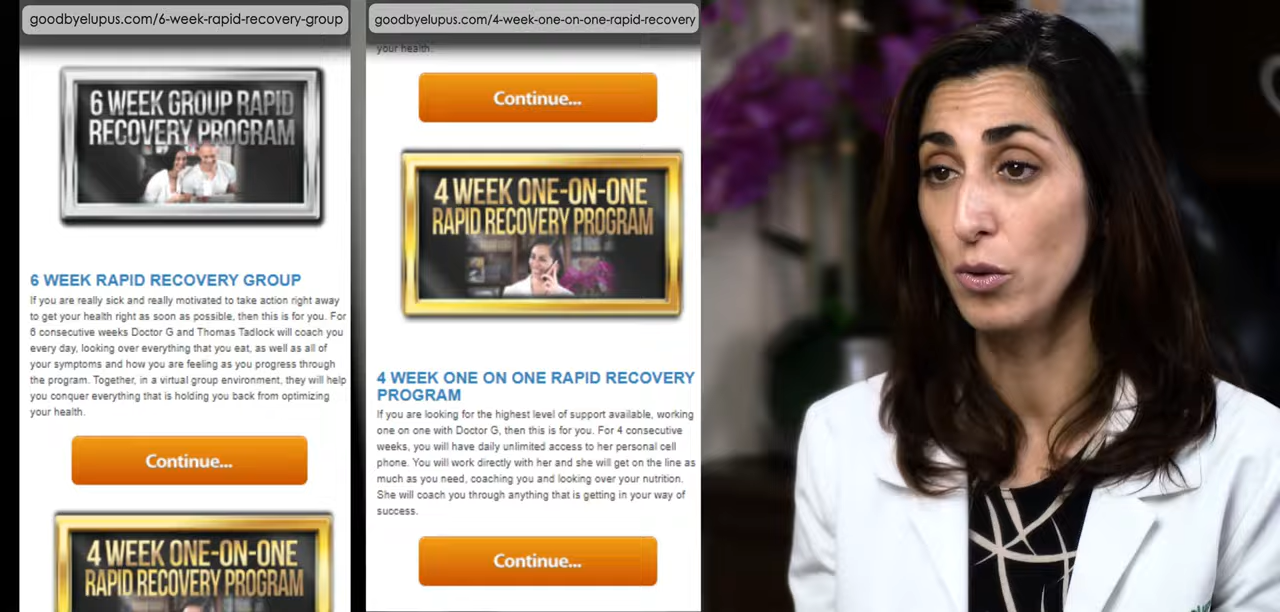 goodbyelupus.com/6-week-rapid-recovery-group
6 WEEK GROUP RAPID
RECOVERY PROGRAM
6 WEEK RAPID RECOVERY GROUP
If you are really sick and really motivated to take action right away
to get your health right as soon as possible, then this is for you. For
6 consecutive weeks Doctor G and Thomas Tadlock will coach you
every day, looking over everything that you eat, as well as all of
your symptoms and how you are feeling as you progress through
the program. Together, in a virtual group environment, they will help
you conquer everything that is holding you back from optimizing
your health.
Continue...
4 WEEK ONE-ON-ONE
RAPID RECOVERY PROGRAM
goodbyelupus.com/4-week-one-on-one-rapid-recovery
your health.
Continue...
4 WEEK ONE-ON-ONE
RAPID RECOVERY PROGRAM
4 WEEK ONE ON ONE RAPID RECOVERY
PROGRAM
If you are looking for the highest level of support available, working
one on one with Doctor G, then this is for you. For 4 consecutive
weeks, you will have daily unlimited access to her personal cell
phone. You will work directly with her and she will get on the line as
much as you need, coaching you and looking over your nutrition.
She will coach you through anything that is getting in your way of
success.
Continue...